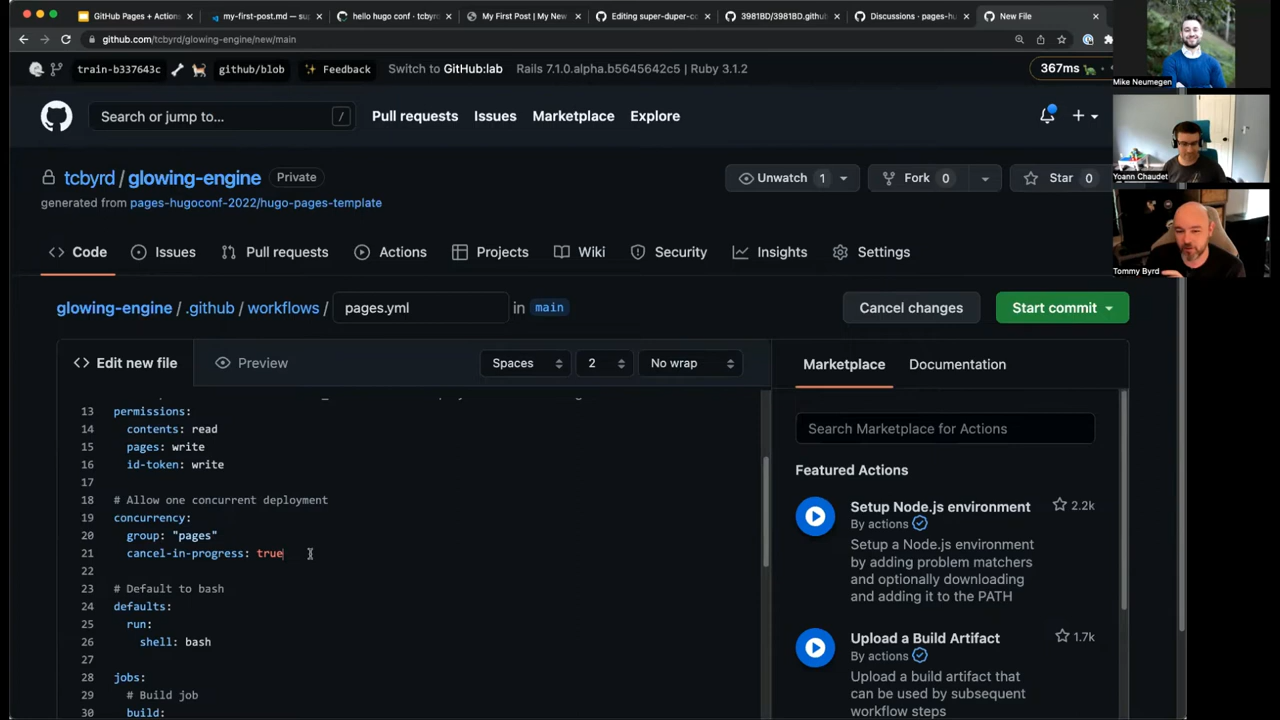 GitHub Pages + Actions
my-first-post.md — su
hello hugo conf · tcbyr
My First Post | My New
Editing super-duper-c
3981BD/3981BD.github
Discussions · pages-hu
New File
github.com/tcbyrd/glowing-engine/new/main
train-b337643c
github/blob
Feedback
Switch to GitHub:lab
Rails 7.1.0.alpha.b5645642c5 | Ruby 3.1.2
367ms
Mike Neumegen
Search or jump to...
/
Pull requests
Issues
Marketplace
Explore
Yoann Chaudet
tcbyrd / glowing-engine
Private
Unwatch 1
Fork 0
Star 0
generated from pages-hugoconf-2022/hugo-pages-template
Code
Issues
Pull requests
Actions
Projects
Wiki
Security
Insights
Settings
Tommy Byrd
glowing-engine / .github / workflows / pages.yml in main
Cancel changes
Start commit
Edit new file
Preview
Spaces
2
No wrap
Marketplace
Documentation
13 permissions:
14 contents: read
15 pages: write
16 id-token: write
17
18 # Allow one concurrent deployment
19 concurrency:
20 group: "pages"
21 cancel-in-progress: true
22
23 # Default to bash
24 defaults:
25 run:
26 shell: bash
27
28 jobs:
29 # Build job
30 build:
Search Marketplace for Actions
Featured Actions
Setup Node.js environment
2.2k
By actions
Setup a Node.js environment
by adding problem matchers
and optionally downloading
and adding it to the PATH
Upload a Build Artifact
1.7k
By actions
Upload a build artifact that
can be used by subsequent
workflow steps